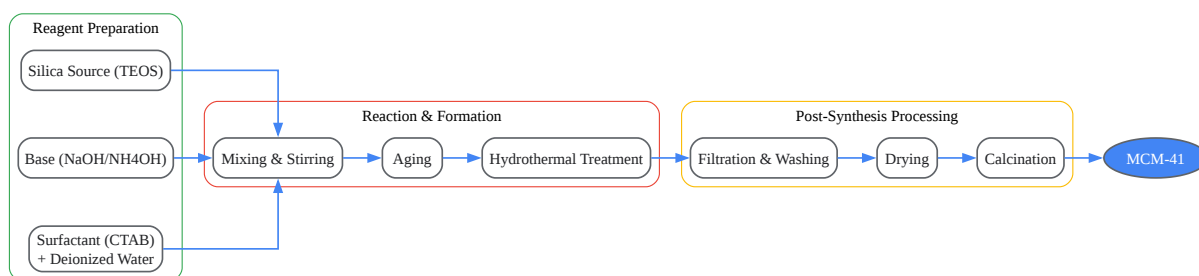 Reagent Preparation
Silica Source (TEOS)
Base (NaOH/NH4OH)
Surfactant (CTAB)
+ Deionized Water
Reaction & Formation
Mixing & Stirring
Aging
Hydrothermal Treatment
Post-Synthesis Processing
Filtration & Washing
Drying
Calcination
MCM-41